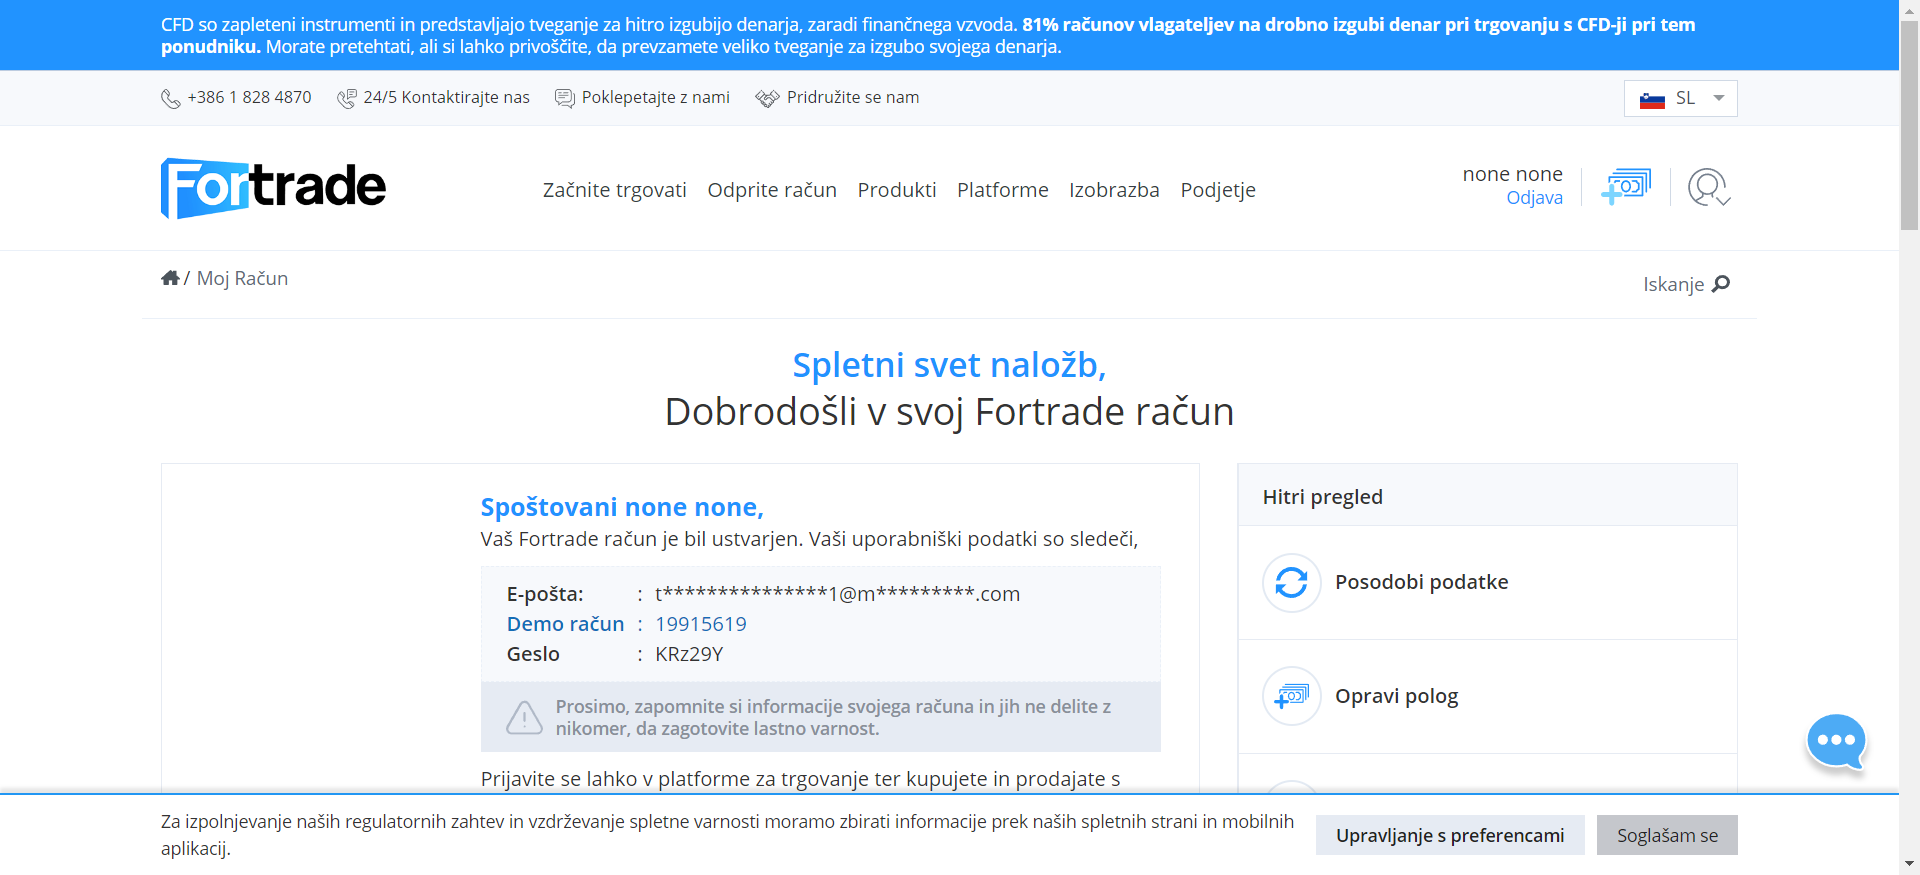 CFD so zapleteni instrumenti in predstavljajo tveganje za hitro izgubijo denarja, zaradi finančnega vzvoda. 81% računov vlagateljev na drobno izgubi denar pri trgovanju s CFD-ji pri tem
ponudniku. Morate pretehtati, ali si lahko privoščite, da prevzamete veliko tveganje za izgubo svojega denarja.
+386 1 828 4870 24/5 Kontaktirajte nas Poklepetajte z nami Pridružite se nam SL
Fortrade
Začnite trgovati Odprite račun Produkti Platforme Izobrazba Podjetje
none none
Odjava
/ Moj Račun
Iskanje
Spletni svet naložb,
Dobrodošli v svoj Fortrade račun
Spoštovani none none,
Vaš Fortrade račun je bil ustvarjen. Vaši uporabniški podatki so sledeči,
E-pošta: : t***************1@m*********.com
Demo račun : 19915619
Geslo : KRz29Y
Prosimo, zapomnite si informacije svojega računa in jih ne delite z
nikomer, da zagotovite lastno varnost.
Prijavite se lahko v platforme za trgovanje ter kupujete in prodajate s
Hitri pregled
Posodobi podatke
Opravi polog
Za izpolnjevanje naših regulatornih zahtev in vzdrževanje spletne varnosti moramo zbirati informacije prek naših spletnih strani in mobilnih
aplikacij.
Upravljanje s preferencami
Soglašam se